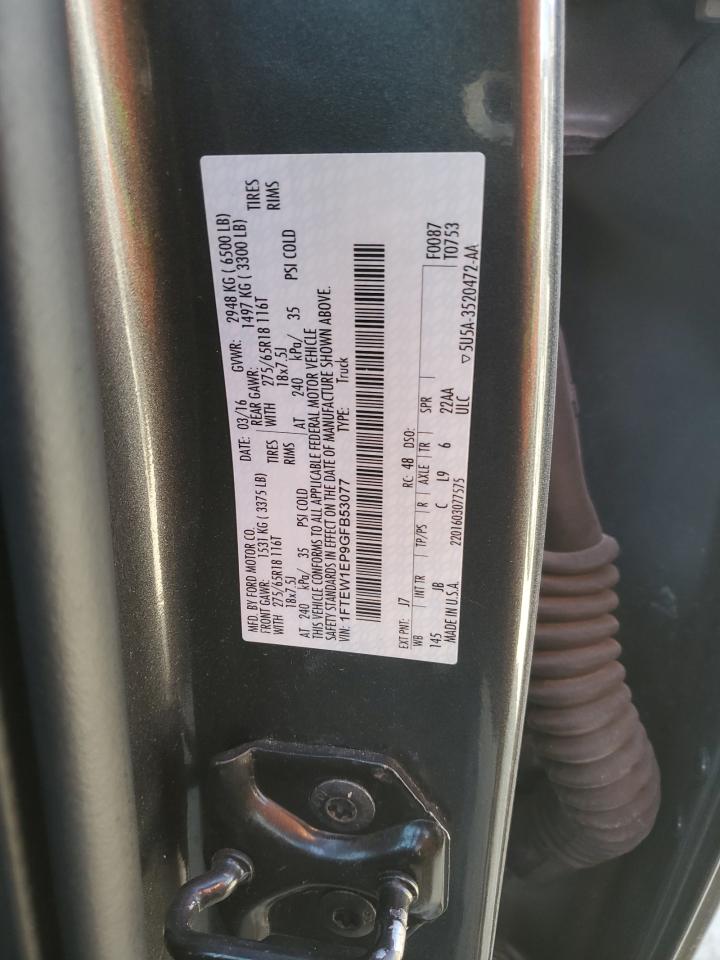 MFD. BY FORD MOTOR CO.
DATE: 03/16 GVWR: 2948 KG ( 6500 LB)
FRONT GAWR: 1531 KG ( 3375 LB) REAR GAWR: 1497 KG ( 3300 LB)
WITH 275/65R18 116T TIRES WITH 275/65R18 116T TIRES
18x7.5J RIMS 18x7.5J RIMS
AT 240 kPa/ 35 PSI COLD AT 240 kPa/ 35 PSI COLD
THIS VEHICLE CONFORMS TO ALL APPLICABLE FEDERAL MOTOR VEHICLE
SAFETY STANDARDS IN EFFECT ON THE DATE OF MANUFACTURE SHOWN ABOVE.
VIN: 1FTEW1EP9GFB53077 TYPE: Truck
EXT PNT: J7 RC: 48 DSO: F0087
WB INT TR TP/PS R AXLE TR SPR T0753
145 JB C L9 6 22AA
MADE IN U.S.A. 2201603077575 ULC ▽5U5A-3520472-AA